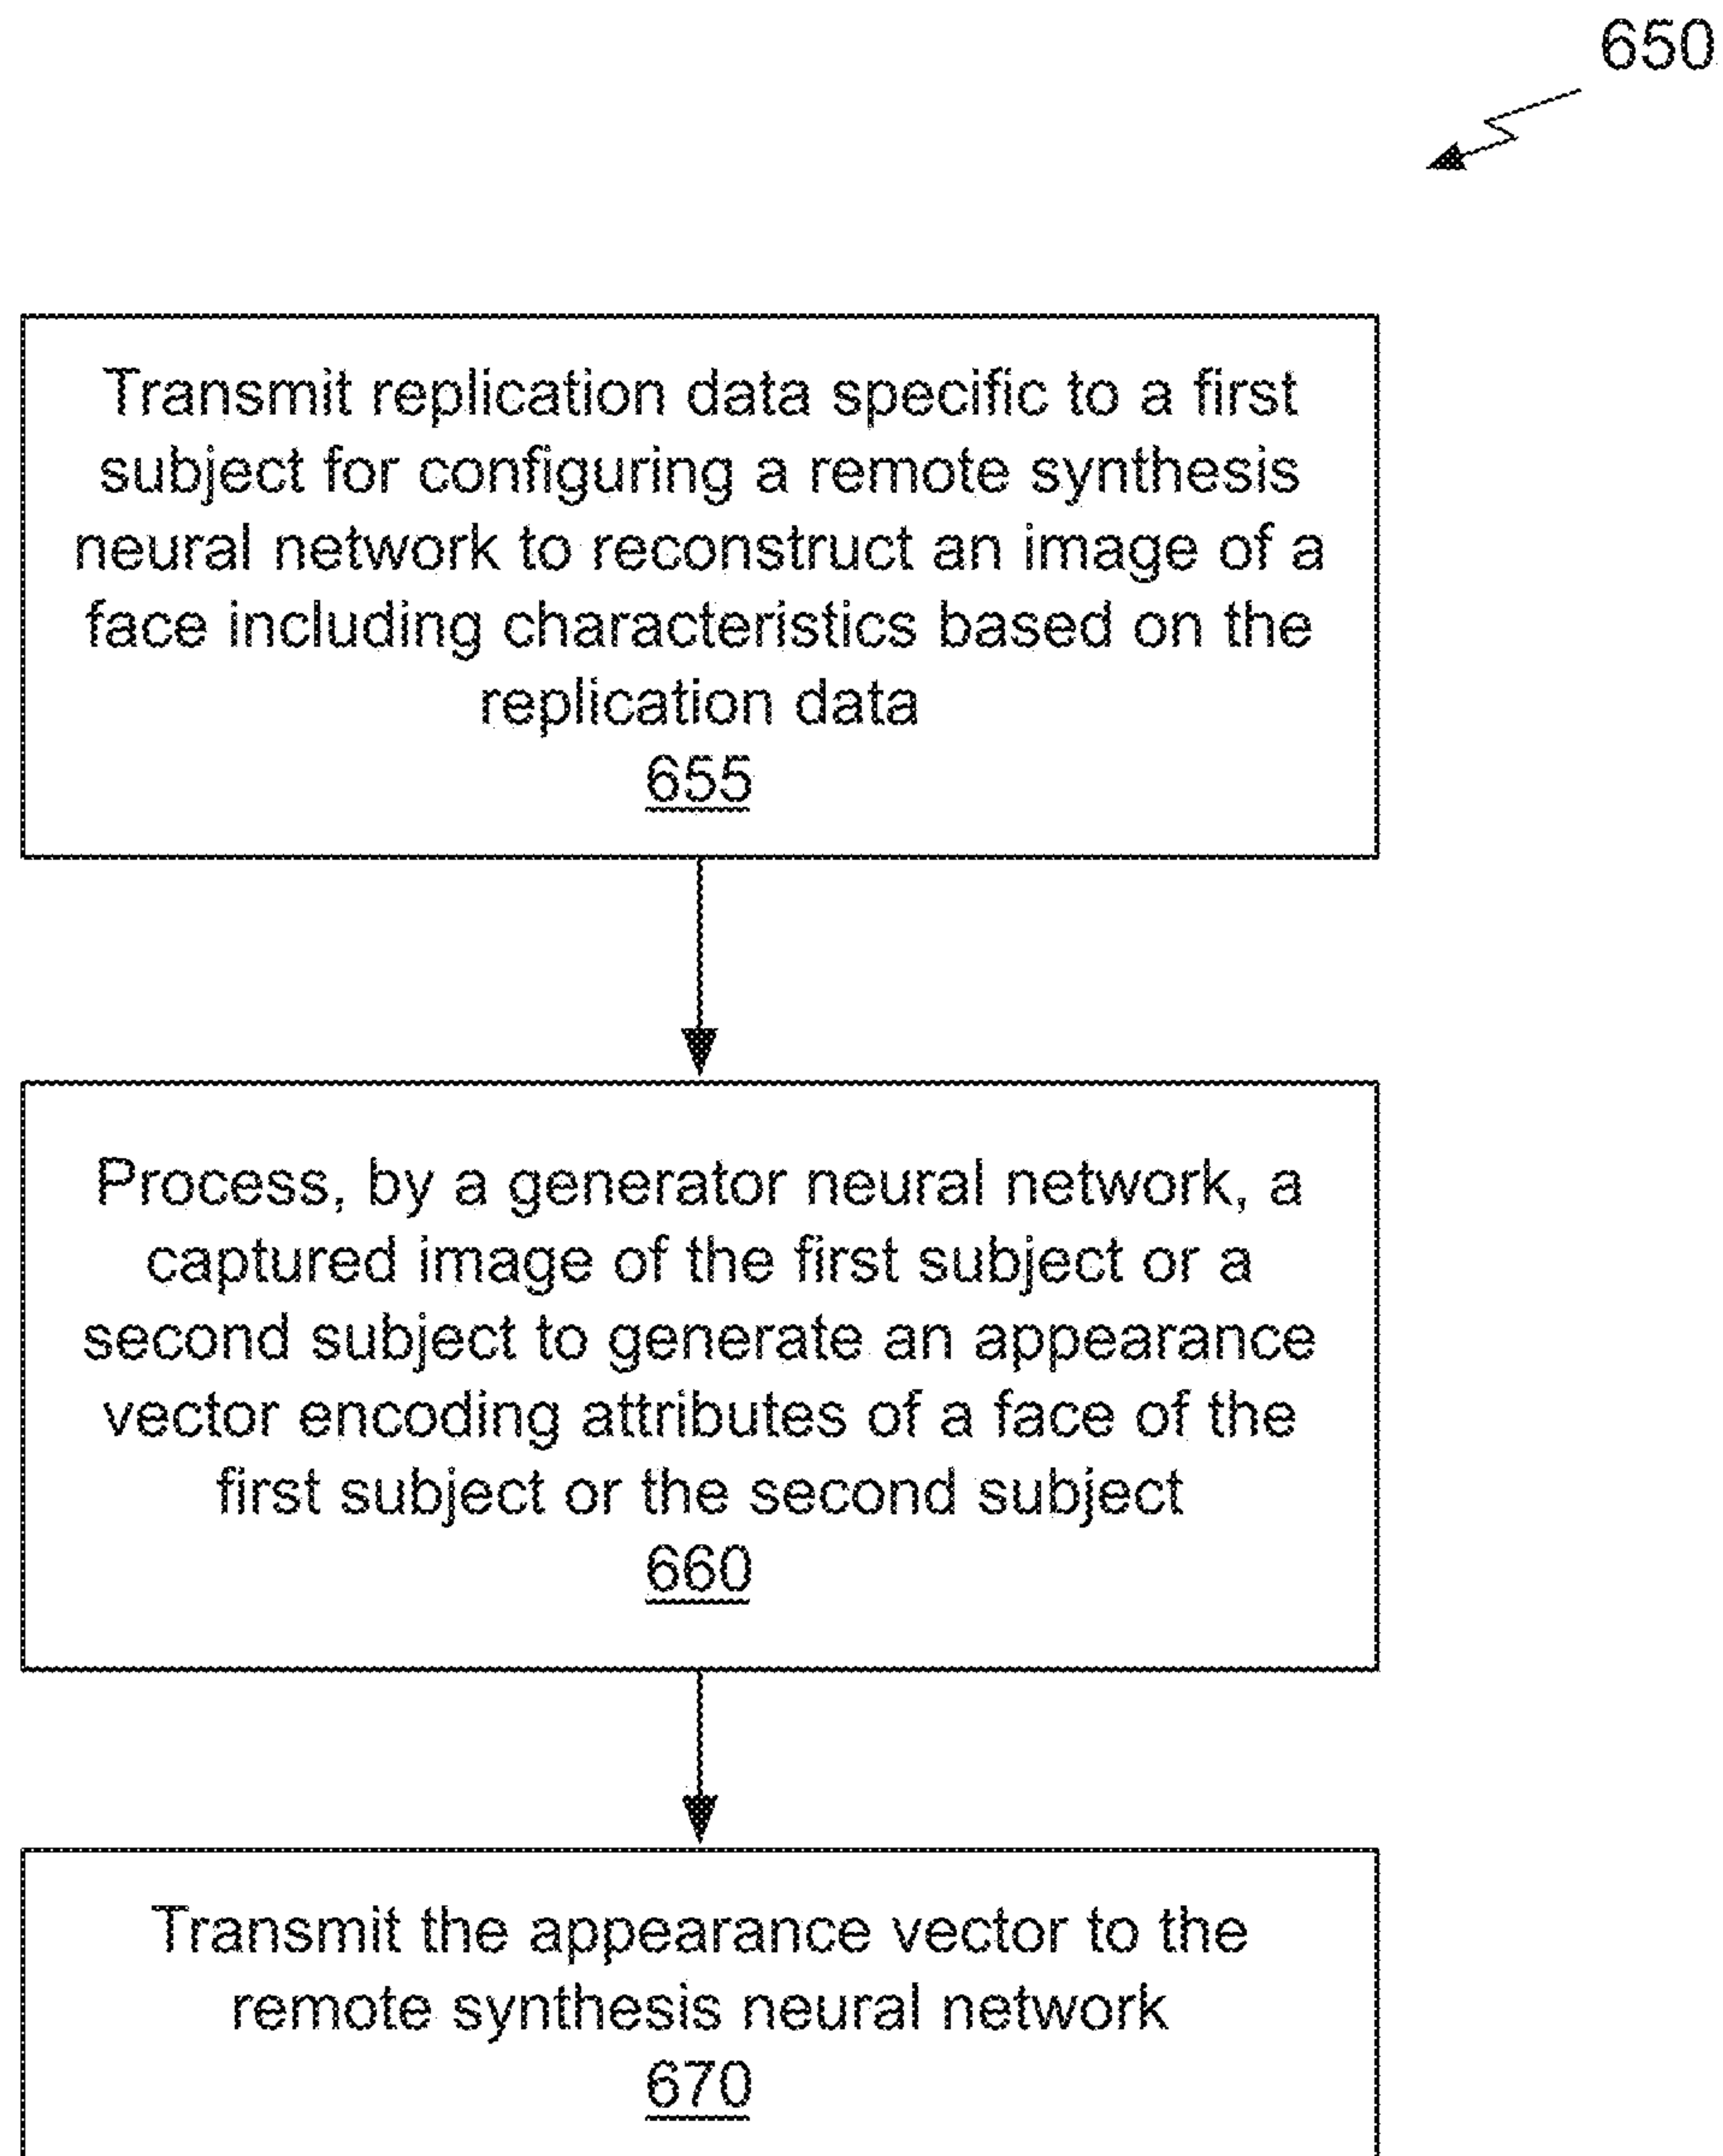 650
Transmit replication data specific to a first
subject for configuring a remote synthesis
neural network to reconstruct an image of a
face including characteristics based on the
replication data
655
Process, by a generator neural network, a
captured image of the first subject or a
second subject to generate an appearance
vector encoding attributes of a face of the
first subject or the second subject
660
Transmit the appearance vector to the
remote synthesis neural network
670